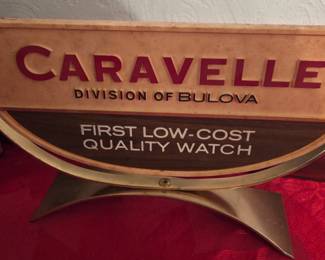 CARAVELLE
DIVISION OF BULOVA
FIRST LOW-COST
QUALITY WATCH